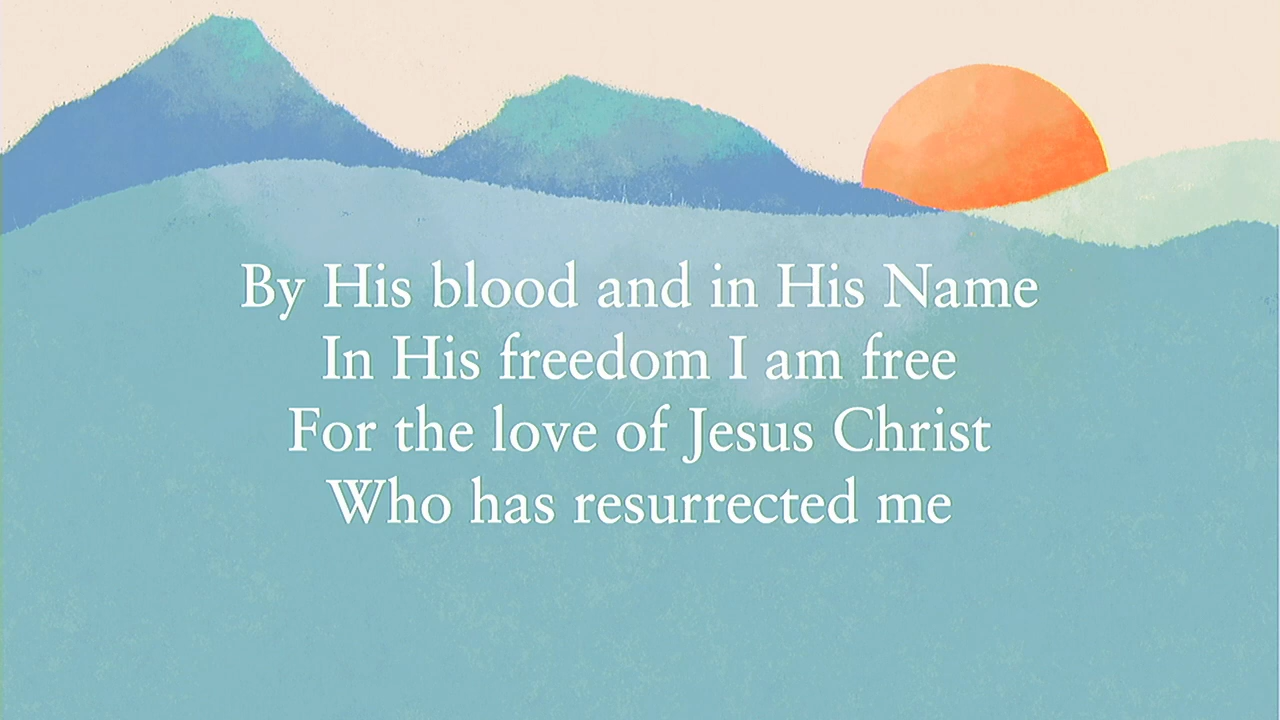 By His blood and in His Name
In His freedom I am free
For the love of Jesus Christ
Who has resurrected me